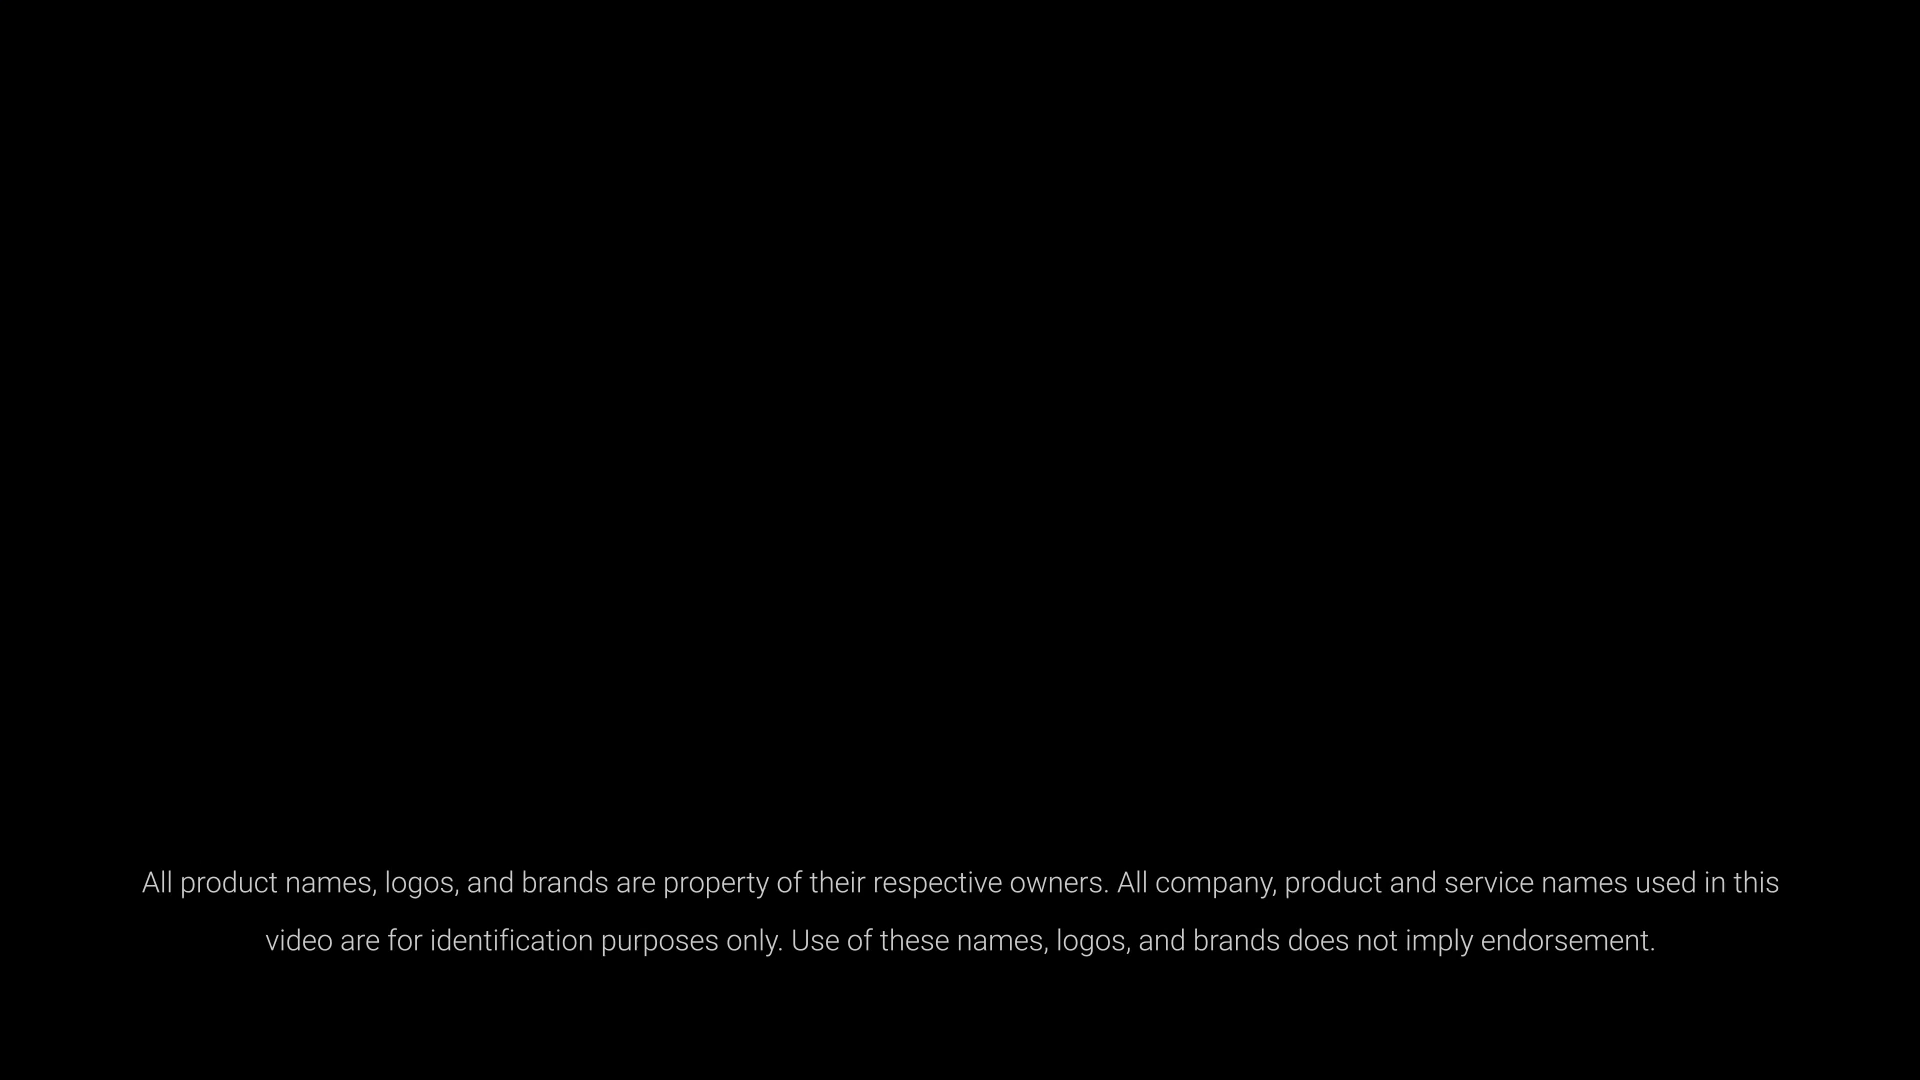 All product names, logos, and brands are property of their respective owners. All company, product and service names used in this
video are for identification purposes only. Use of these names, logos, and brands does not imply endorsement.